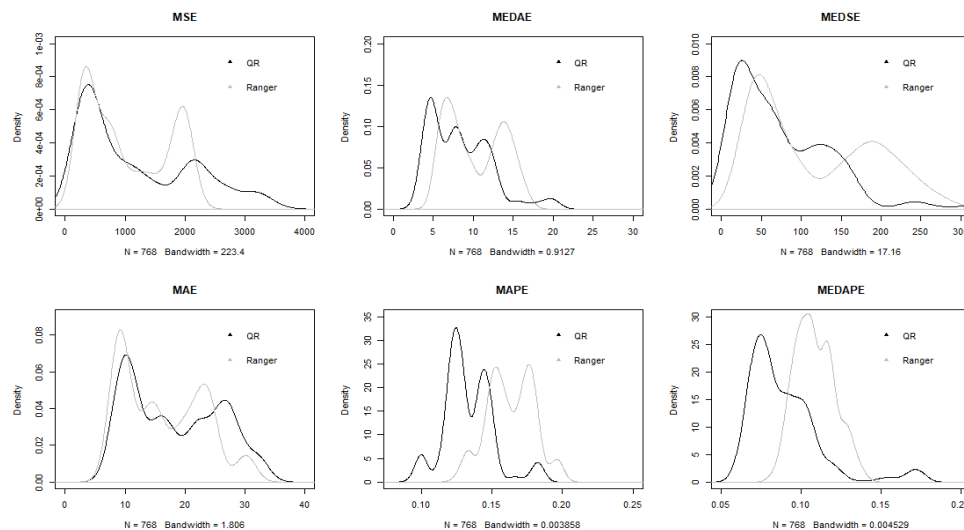 MSE
1e-03
8e-04
6e-04
4e-04
2e-04
0e+00
Density
QR
Ranger
0 1000 2000 3000 4000
N = 768 Bandwidth = 223.4
MEDAE
0.20
0.15
0.10
0.05
0.00
Density
QR
Ranger
0 5 10 15 20 25 30
N = 768 Bandwidth = 0.9127
MEDSE
0.010
0.008
0.006
0.004
0.002
0.000
Density
QR
Ranger
0 50 100 150 200 250
N = 768 Bandwidth = 17.16
MAE
0.08
0.06
0.04
0.02
0.00
Density
QR
Ranger
0 10 20 30 40
N = 768 Bandwidth = 1.806
MAPE
35
30
25
20
15
10
5
0
Density
QR
Ranger
0.10 0.15 0.20 0.25
N = 768 Bandwidth = 0.003858
MEDAPE
30
25
20
15
10
5
0
Density
QR
Ranger
0.05 0.10 0.15
N = 768 Bandwidth = 0.004529